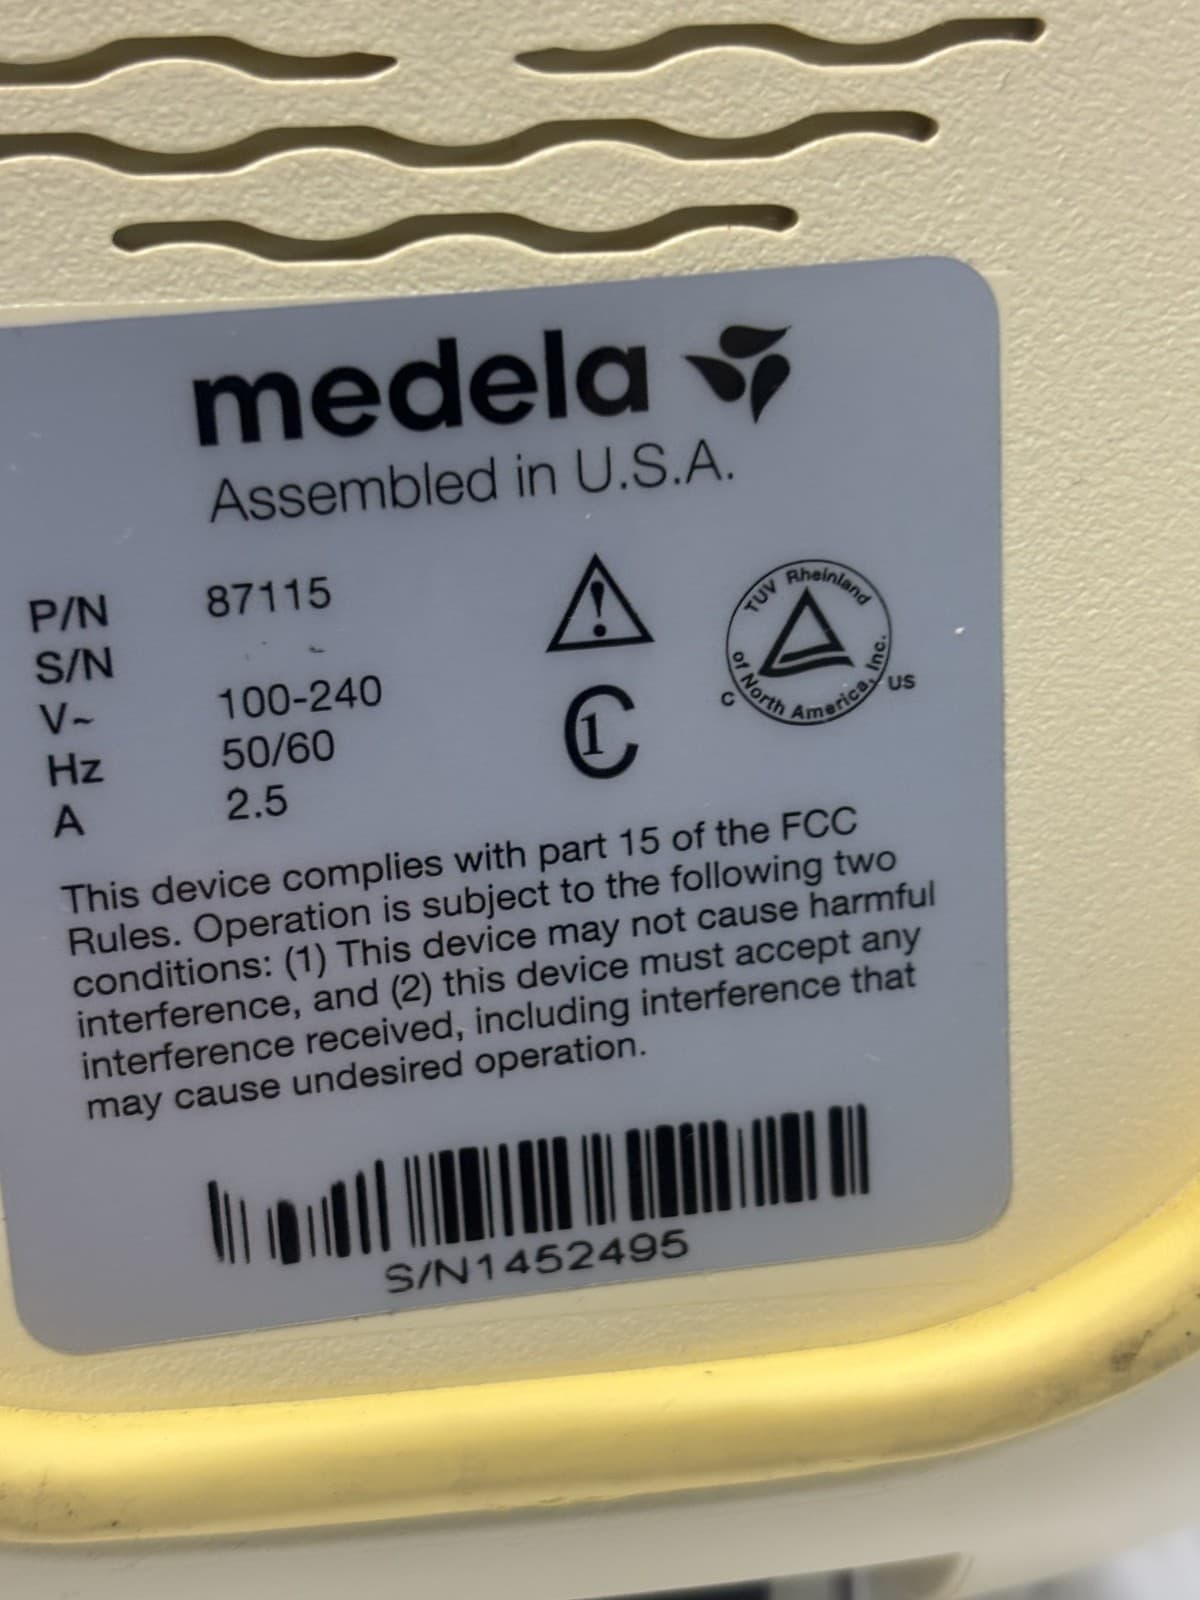 medela
Assembled in U.S.A.
P/N 87115
S/N
V~ 100-240
Hz 50/60
A 2.5
C1
TUV Rheinland of North America, Inc.
C US
This device complies with part 15 of the FCC
Rules. Operation is subject to the following two
conditions: (1) This device may not cause harmful
interference, and (2) this device must accept any
interference received, including interference that
may cause undesired operation.
S/N1452495